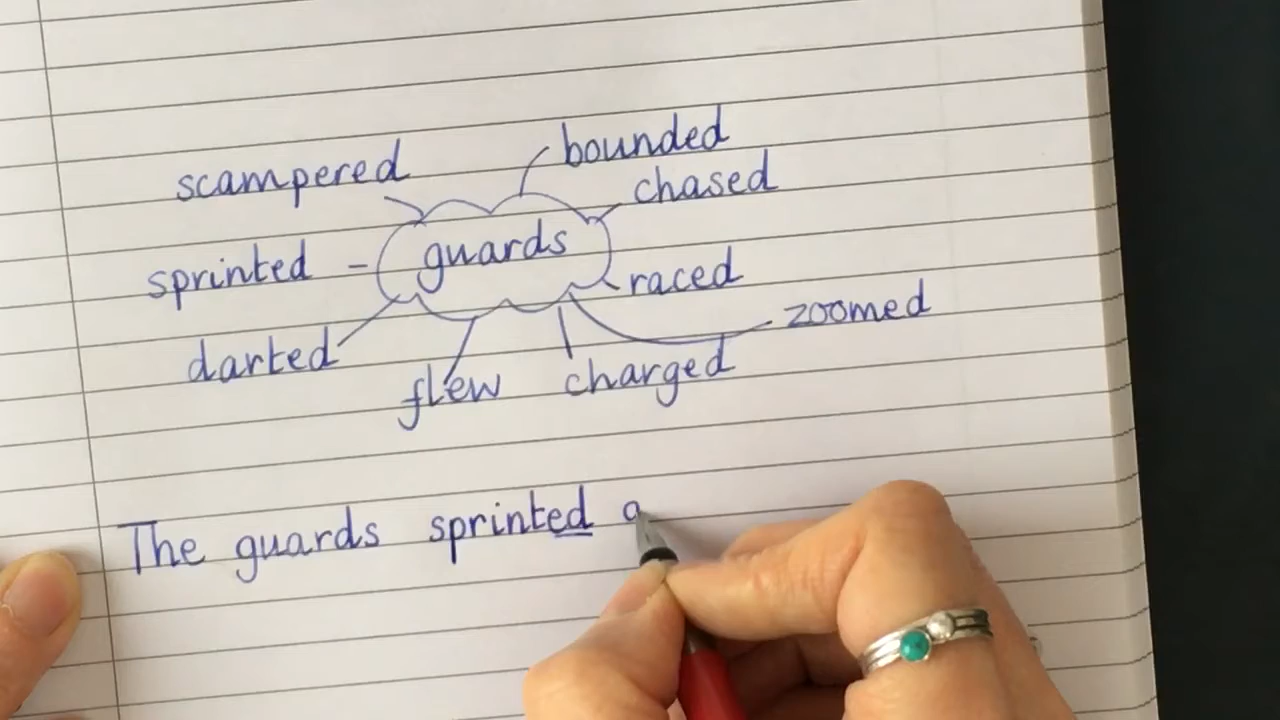 bounded
scampered
chased
guards
sprinted
raced
zoomed
darted
flew
charged
The guards sprinted